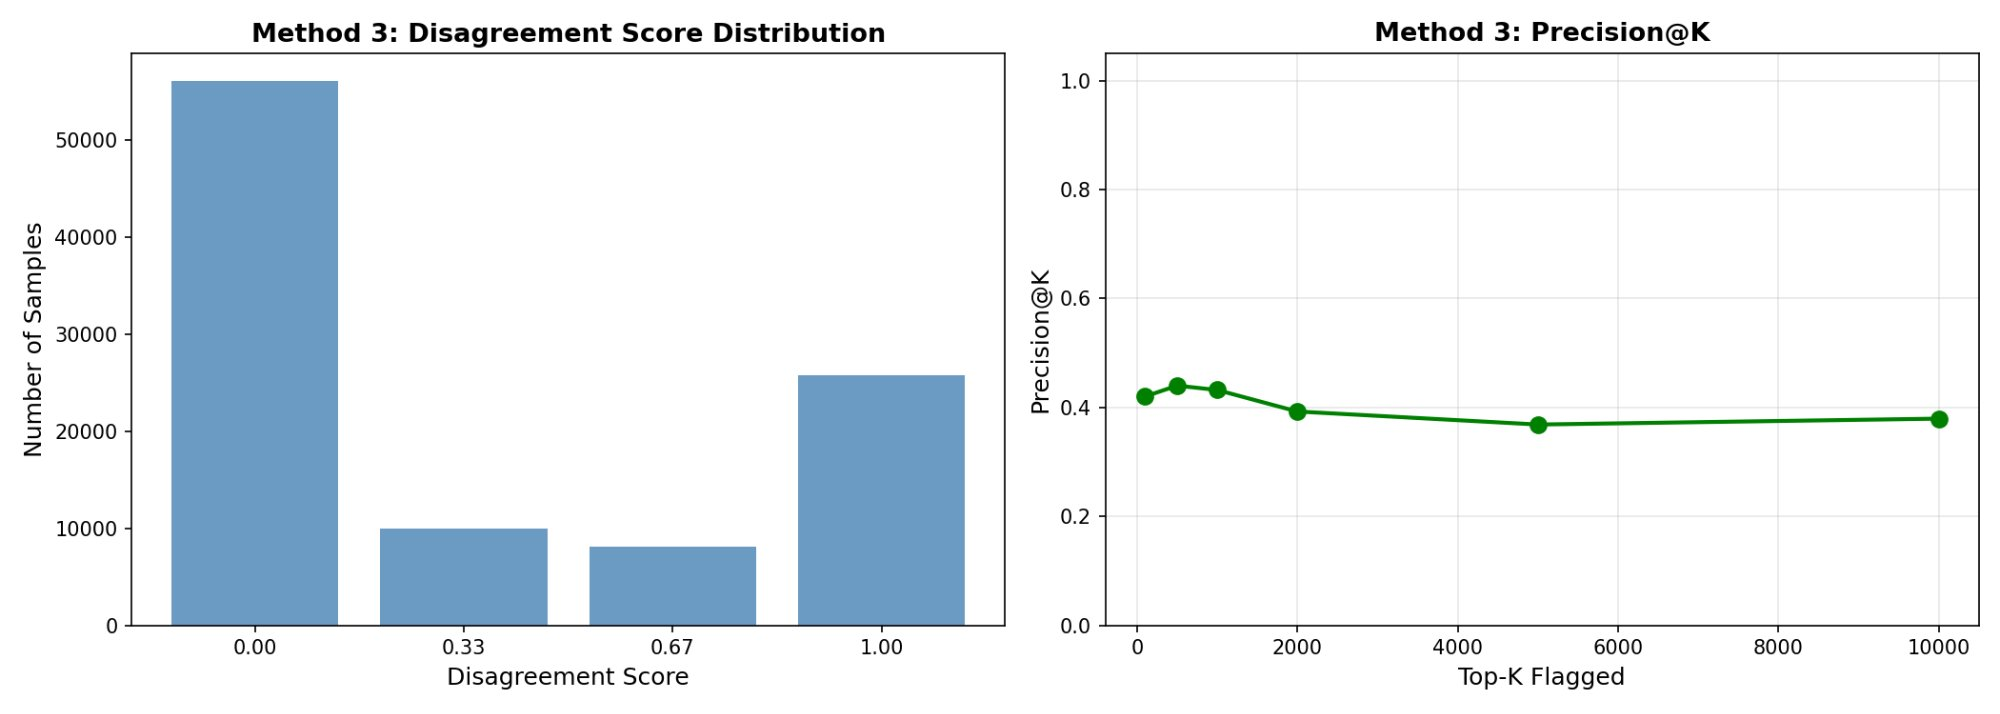 Method 3: Disagreement Score Distribution
Number of Samples
50000
40000
30000
20000
10000
0
0.00 0.33 0.67 1.00
Disagreement Score
Method 3: Precision@K
Precision@K
1.0
0.8
0.6
0.4
0.2
0.0
0 2000 4000 6000 8000 10000
Top-K Flagged